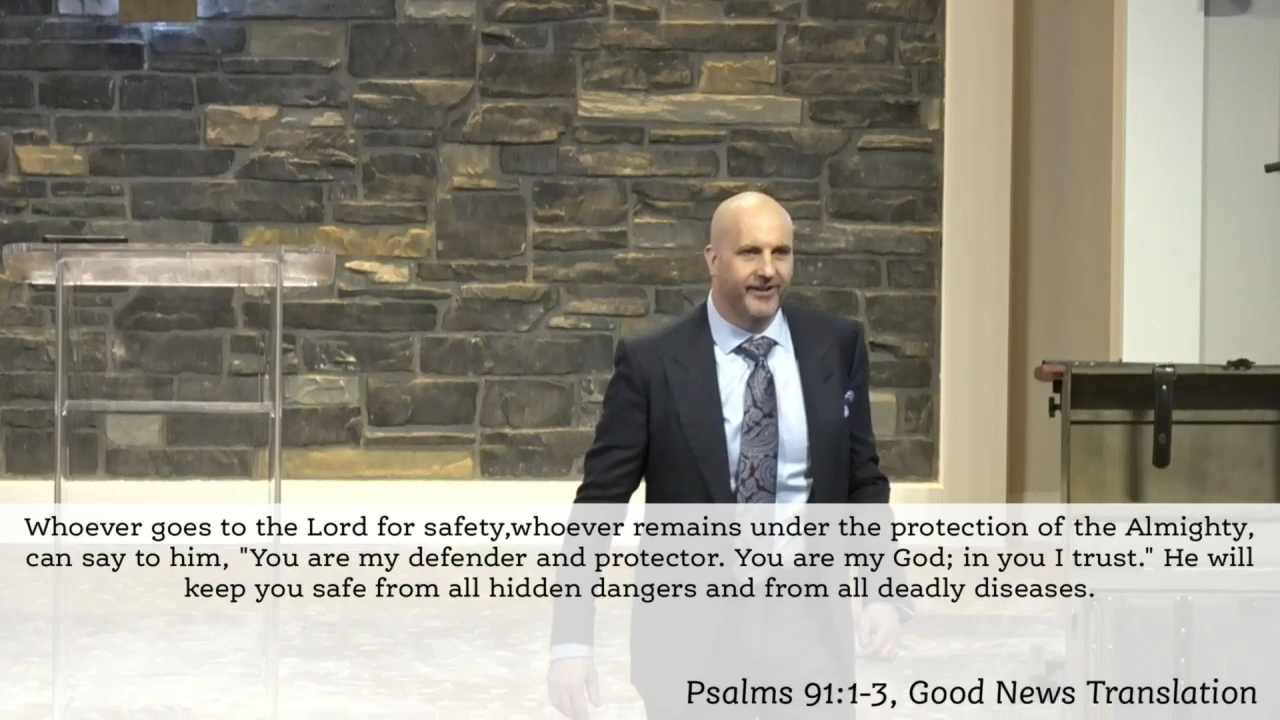 Whoever goes to the Lord for safety,whoever remains under the protection of the Almighty,
can say to him, "You are my defender and protector. You are my God; in you I trust." He will
keep you safe from all hidden dangers and from all deadly diseases.
Psalms 91:1-3, Good News Translation